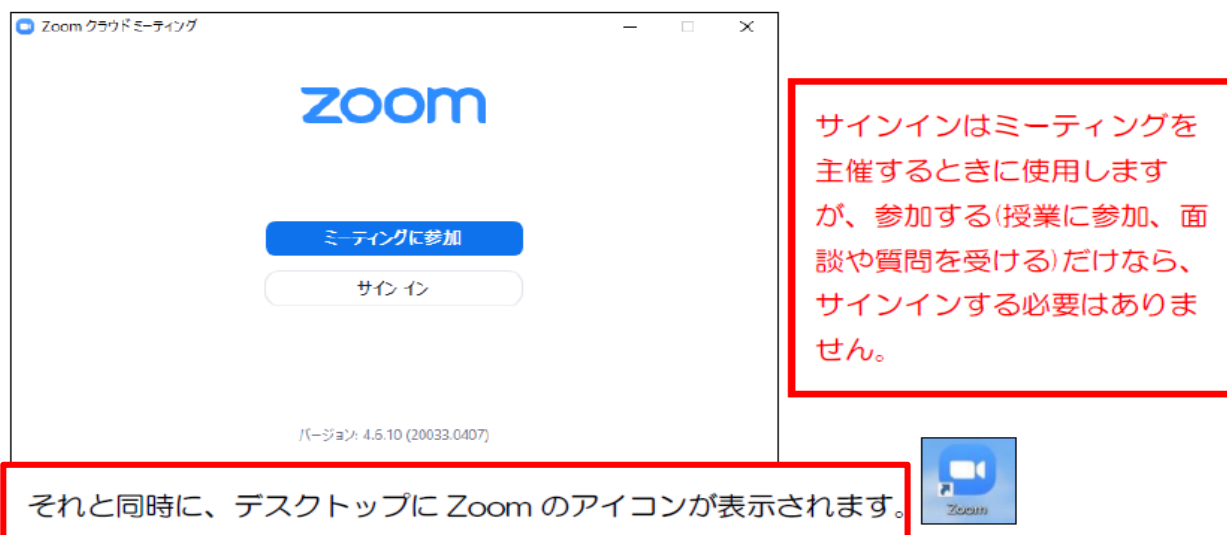 Zoom クラウド ミーティング
zoom
ミーティングに参加
サイン イン
バージョン: 4.6.10 (20033.0407)
サインインはミーティングを
主催するときに使用します
が、参加する(授業に参加、面
談や質問を受ける)だけなら、
サインインする必要はありま
せん。
それと同時に、デスクトップに Zoom のアイコンが表示されます。
Zoom